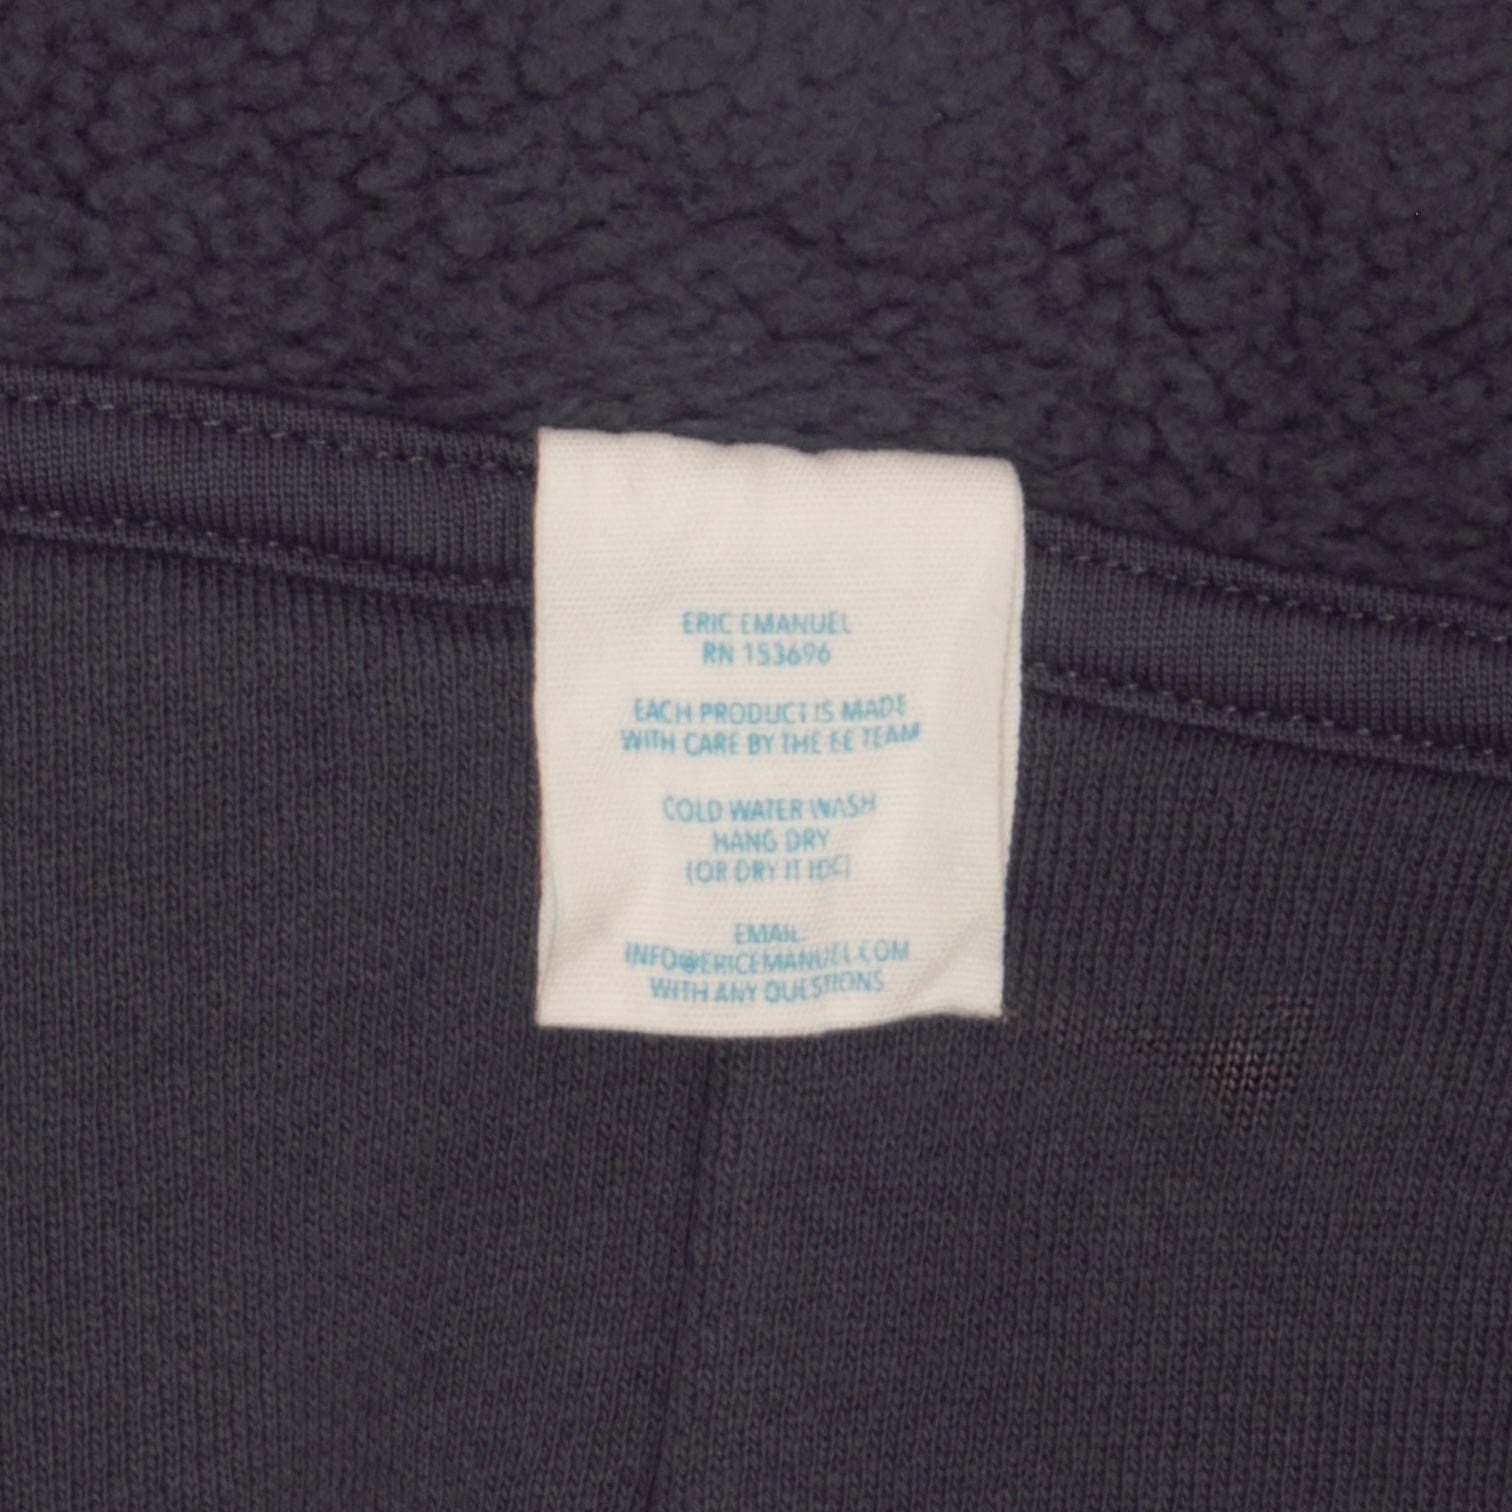 ERIC EMANUEL
RN 153696
EACH PRODUCT IS MADE
WITH CARE BY THE EE TEAM
COLD WATER WASH
HANG DRY
(OR DRY IT IDC)
EMAIL:
INFO@ERICEMANUEL.COM
WITH ANY QUESTIONS